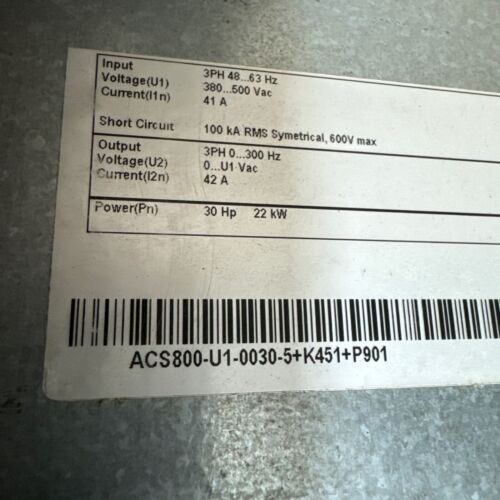 Input 3PH 48...63 Hz
Voltage(U1) 380...500 Vac
Current(I1n) 41 A
Short Circuit 100 kA RMS Symetrical, 600V max
Output 3PH 0...300 Hz
Voltage(U2) 0...U1 Vac
Current(I2n) 42 A
Power(Pn) 30 Hp 22 kW
ACS800-U1-0030-5+K451+P901